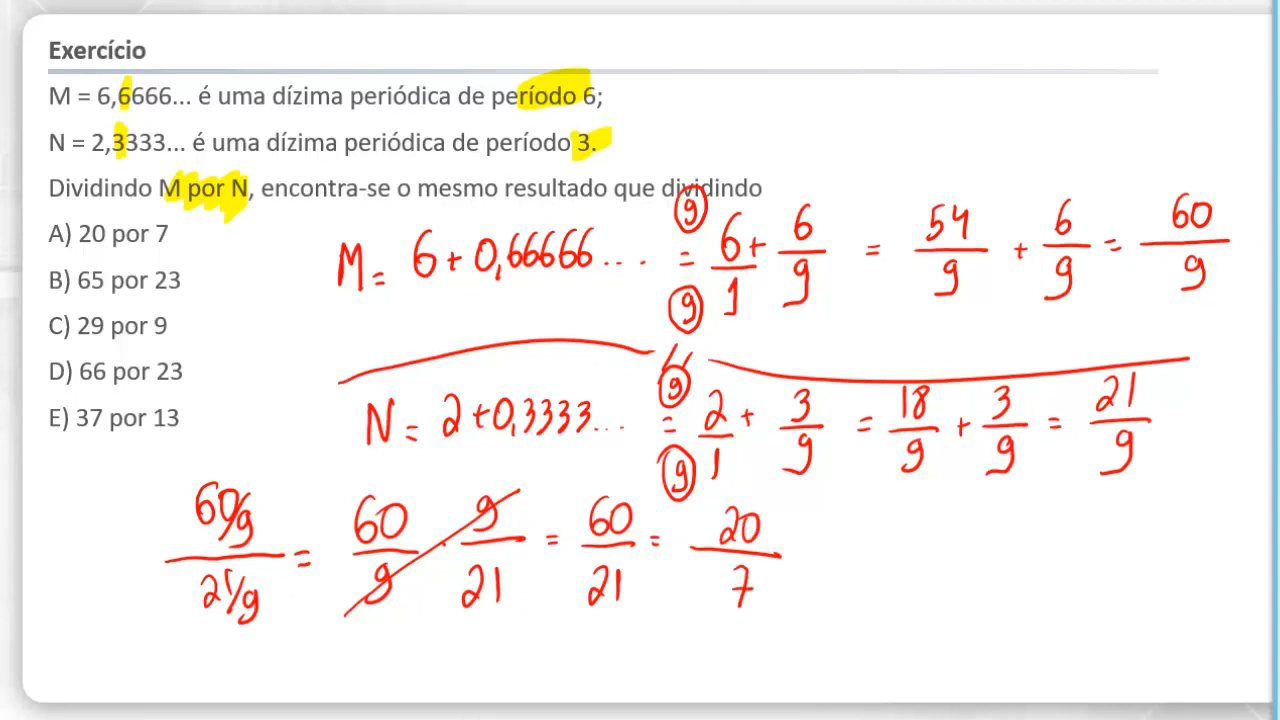 Exercício
M = 6,6666... é uma dízima periódica de período 6;
N = 2,3333... é uma dízima periódica de período 3.
Dividindo M por N, encontra-se o mesmo resultado que dividindo
A) 20 por 7
B) 65 por 23
C) 29 por 9
D) 66 por 23
E) 37 por 13
M = 6 + 0,66666.... = 6/1 + 6/9 = 54/9 + 6/9 = 60/9
9
9
N = 2 + 0,3333... = 2/1 + 3/9 = 18/9 + 3/9 = 21/9
9
9
60/9 / 21/9 = 60/9 . 9/21 = 60/21 = 20/7